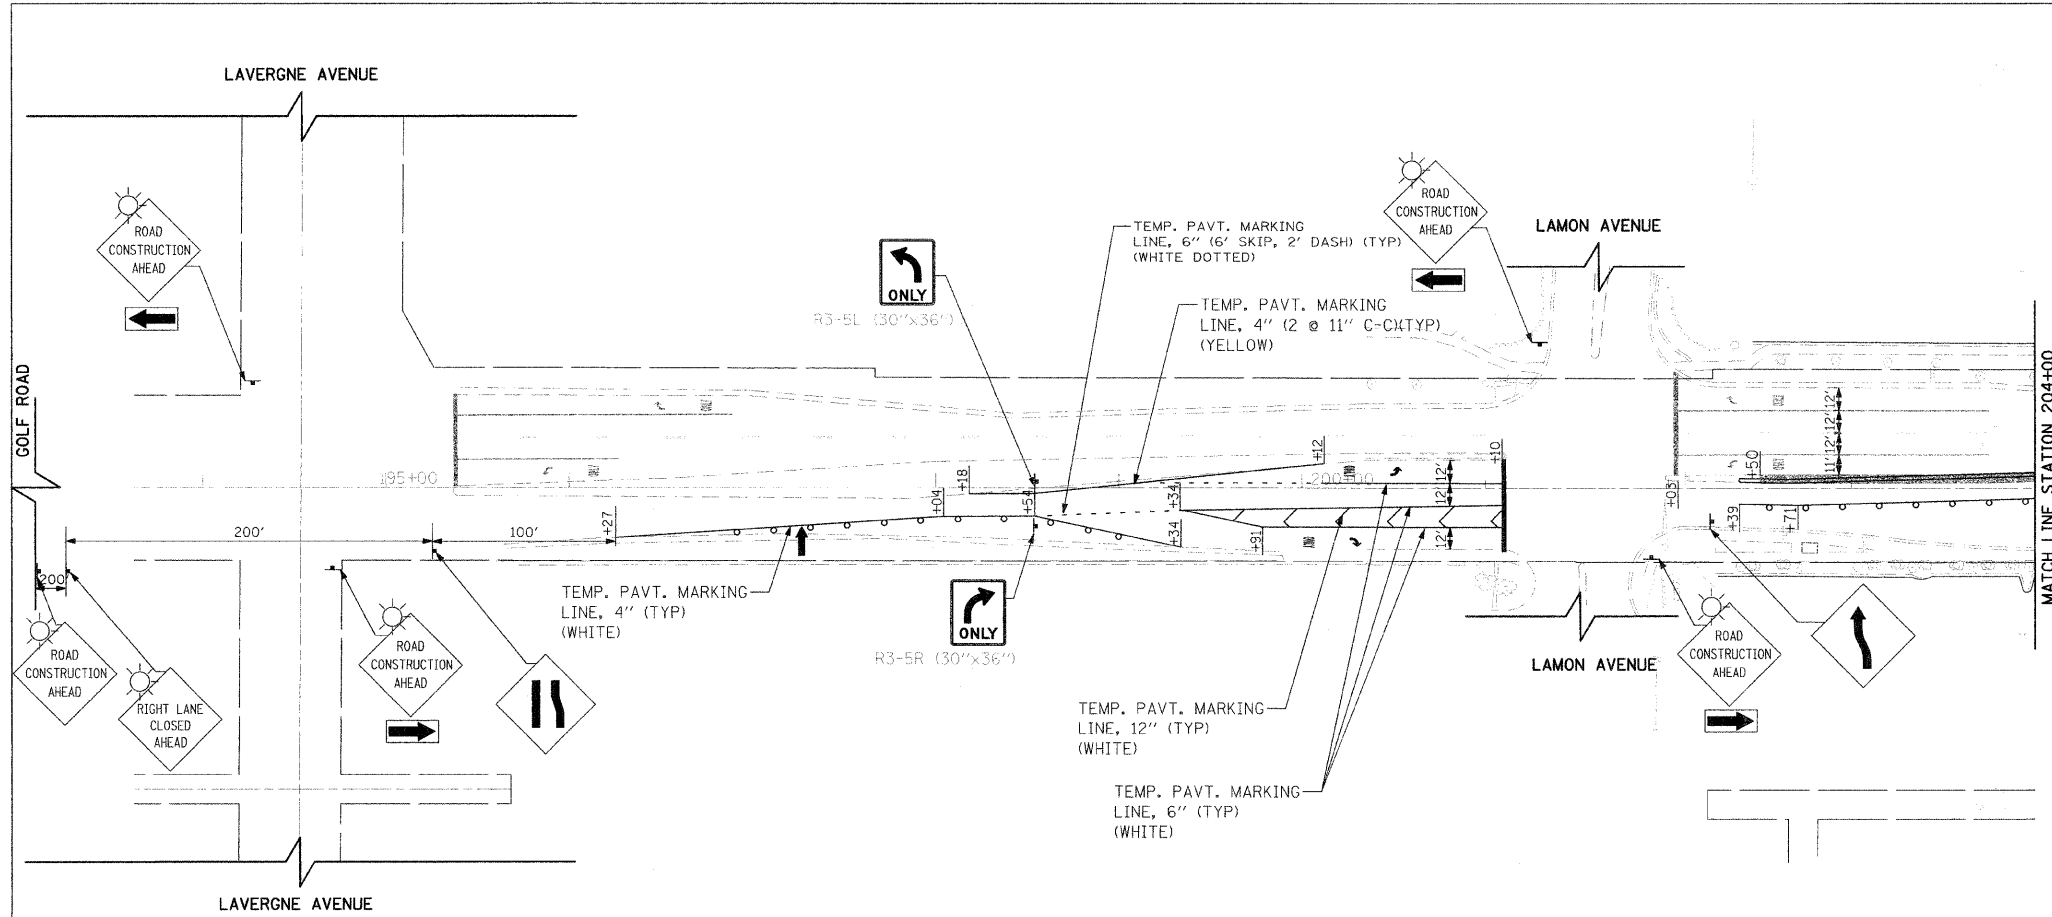 LAVERGNE AVENUE
ROAD
CONSTRUCTION
AHEAD
GOLF ROAD
ONLY
R3-5L (30"x36")
TEMP. PAVT. MARKING
LINE, 6" (6' SKIP, 2' DASH) (TYP)
(WHITE DOTTED)
TEMP. PAVT. MARKING
LINE, 4" (2 @ 11" C-C)(TYP)
(YELLOW)
ROAD
CONSTRUCTION
AHEAD
LAMON AVENUE
MATCH LINE STATION 204+00
195+00
200+00
+27
+04
+18
+54
+34
+34
+12
+91
+10
+03
+50
+39
+71
12'
12'
12'
12'
12'
12'
11'
ONLY
ONLY
ONLY
ONLY
200'
100'
200'
TEMP. PAVT. MARKING
LINE, 4" (TYP)
(WHITE)
ONLY
R3-5R (30"x36")
ROAD
CONSTRUCTION
AHEAD
RIGHT LANE
CLOSED
AHEAD
ROAD
CONSTRUCTION
AHEAD
TEMP. PAVT. MARKING
LINE, 12" (TYP)
(WHITE)
TEMP. PAVT. MARKING
LINE, 6" (TYP)
(WHITE)
LAMON AVENUE
ROAD
CONSTRUCTION
AHEAD
LAVERGNE AVENUE